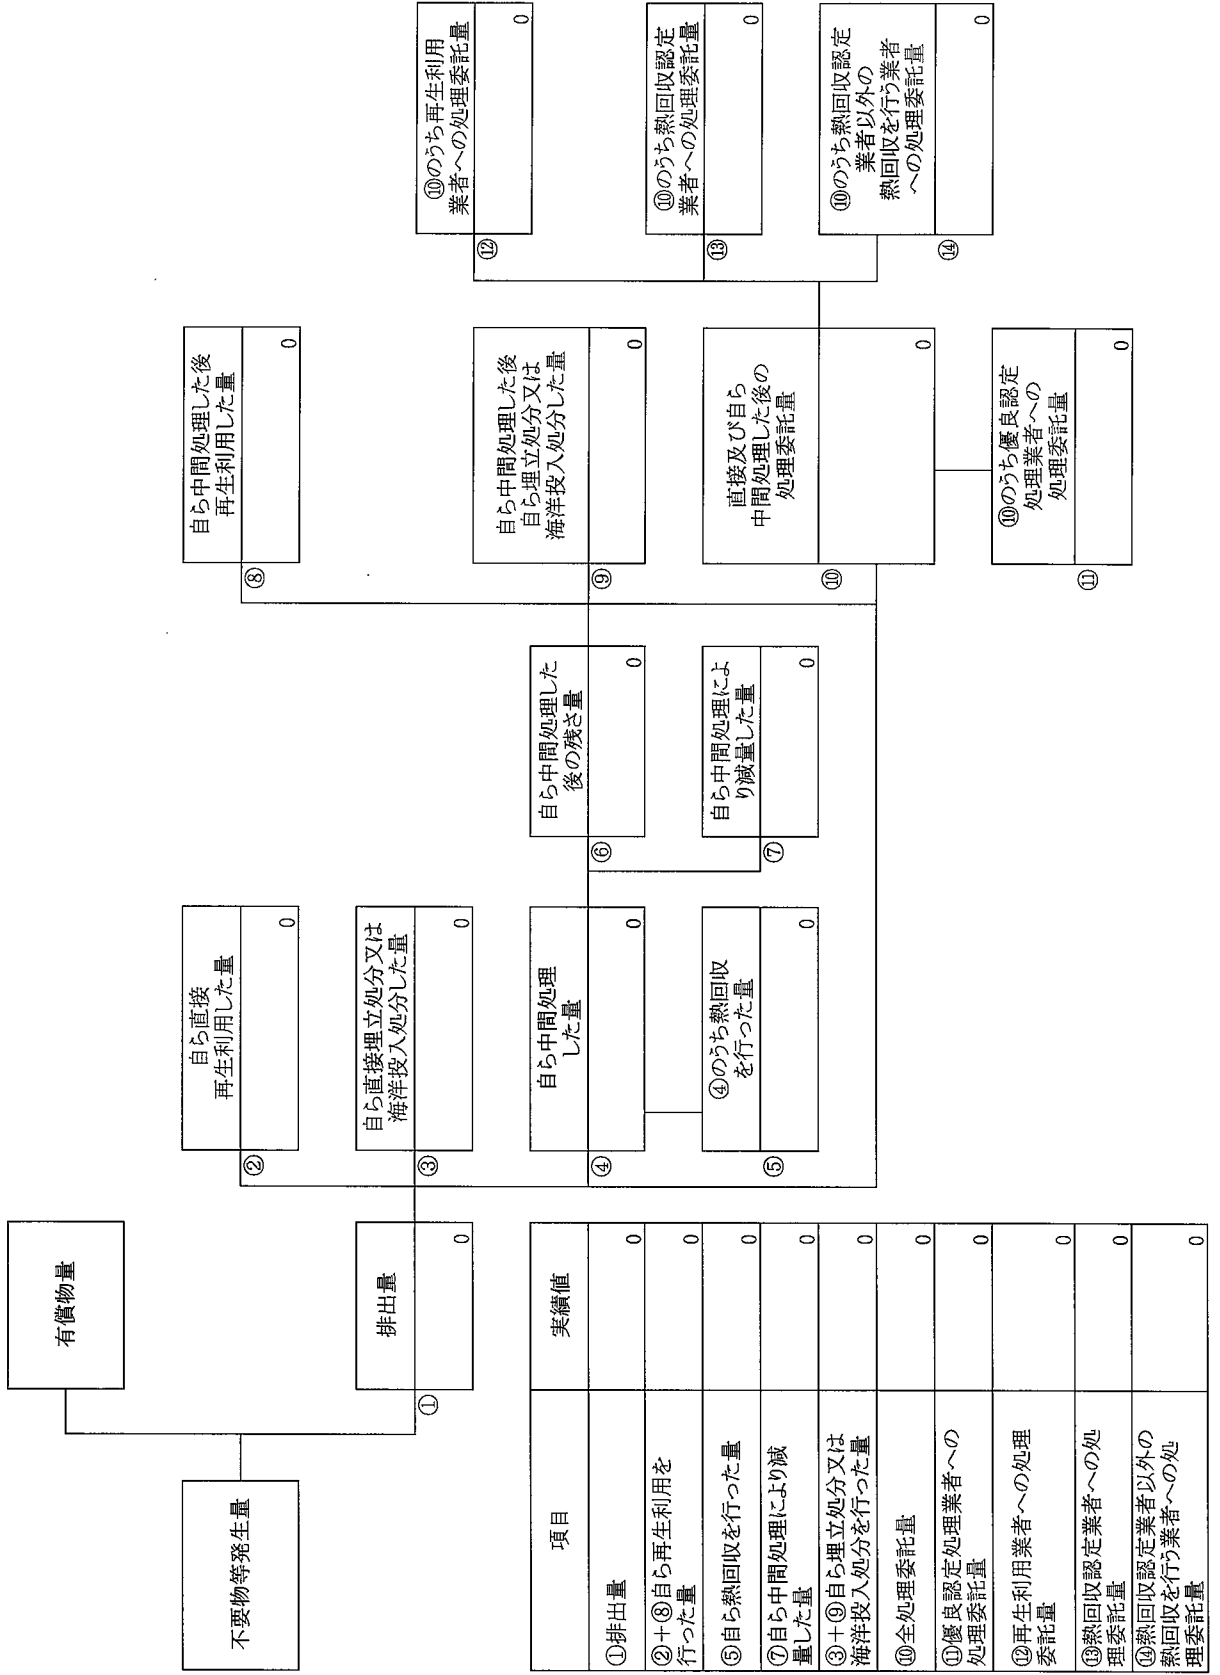 不要物等発生量
有償物量
①
排出量
0
②
自ら直接
再生利用した量
0
③
自ら直接埋立処分又は
海洋投入処分した量
0
④
自ら中間処理
した量
0
⑤
④のうち熱回収
を行った量
0
⑥
自ら中間処理した
後の残さ量
0
⑦
自ら中間処理によ
り減量した量
0
⑧
自ら中間処理した後
再生利用した量
0
⑨
自ら中間処理した後
自ら埋立処分又は
海洋投入処分した量
0
⑩
直接及び自ら
中間処理した後の
処理委託量
0
⑪
⑩のうち優良認定
処理業者への
処理委託量
0
⑫
⑩のうち再生利用
業者への処理委託量
0
⑬
⑩のうち熱回収認定
業者への処理委託量
0
⑭
⑩のうち熱回収認定
業者以外の
熱回収を行う業者
への処理委託量
0
項目 実績値
①排出量 0
②+⑧自ら再生利用を
行った量 0
⑤自ら熱回収を行った量 0
⑦自ら中間処理により減
量した量 0
③+⑨自ら埋立処分又は
海洋投入処分を行った量 0
⑩全処理委託量 0
⑪優良認定処理業者への
処理委託量 0
⑫再生利用業者への処理
委託量 0
⑬熱回収認定業者への処
理委託量 0
⑭熱回収認定業者以外の
熱回収を行う業者への処
理委託量 0